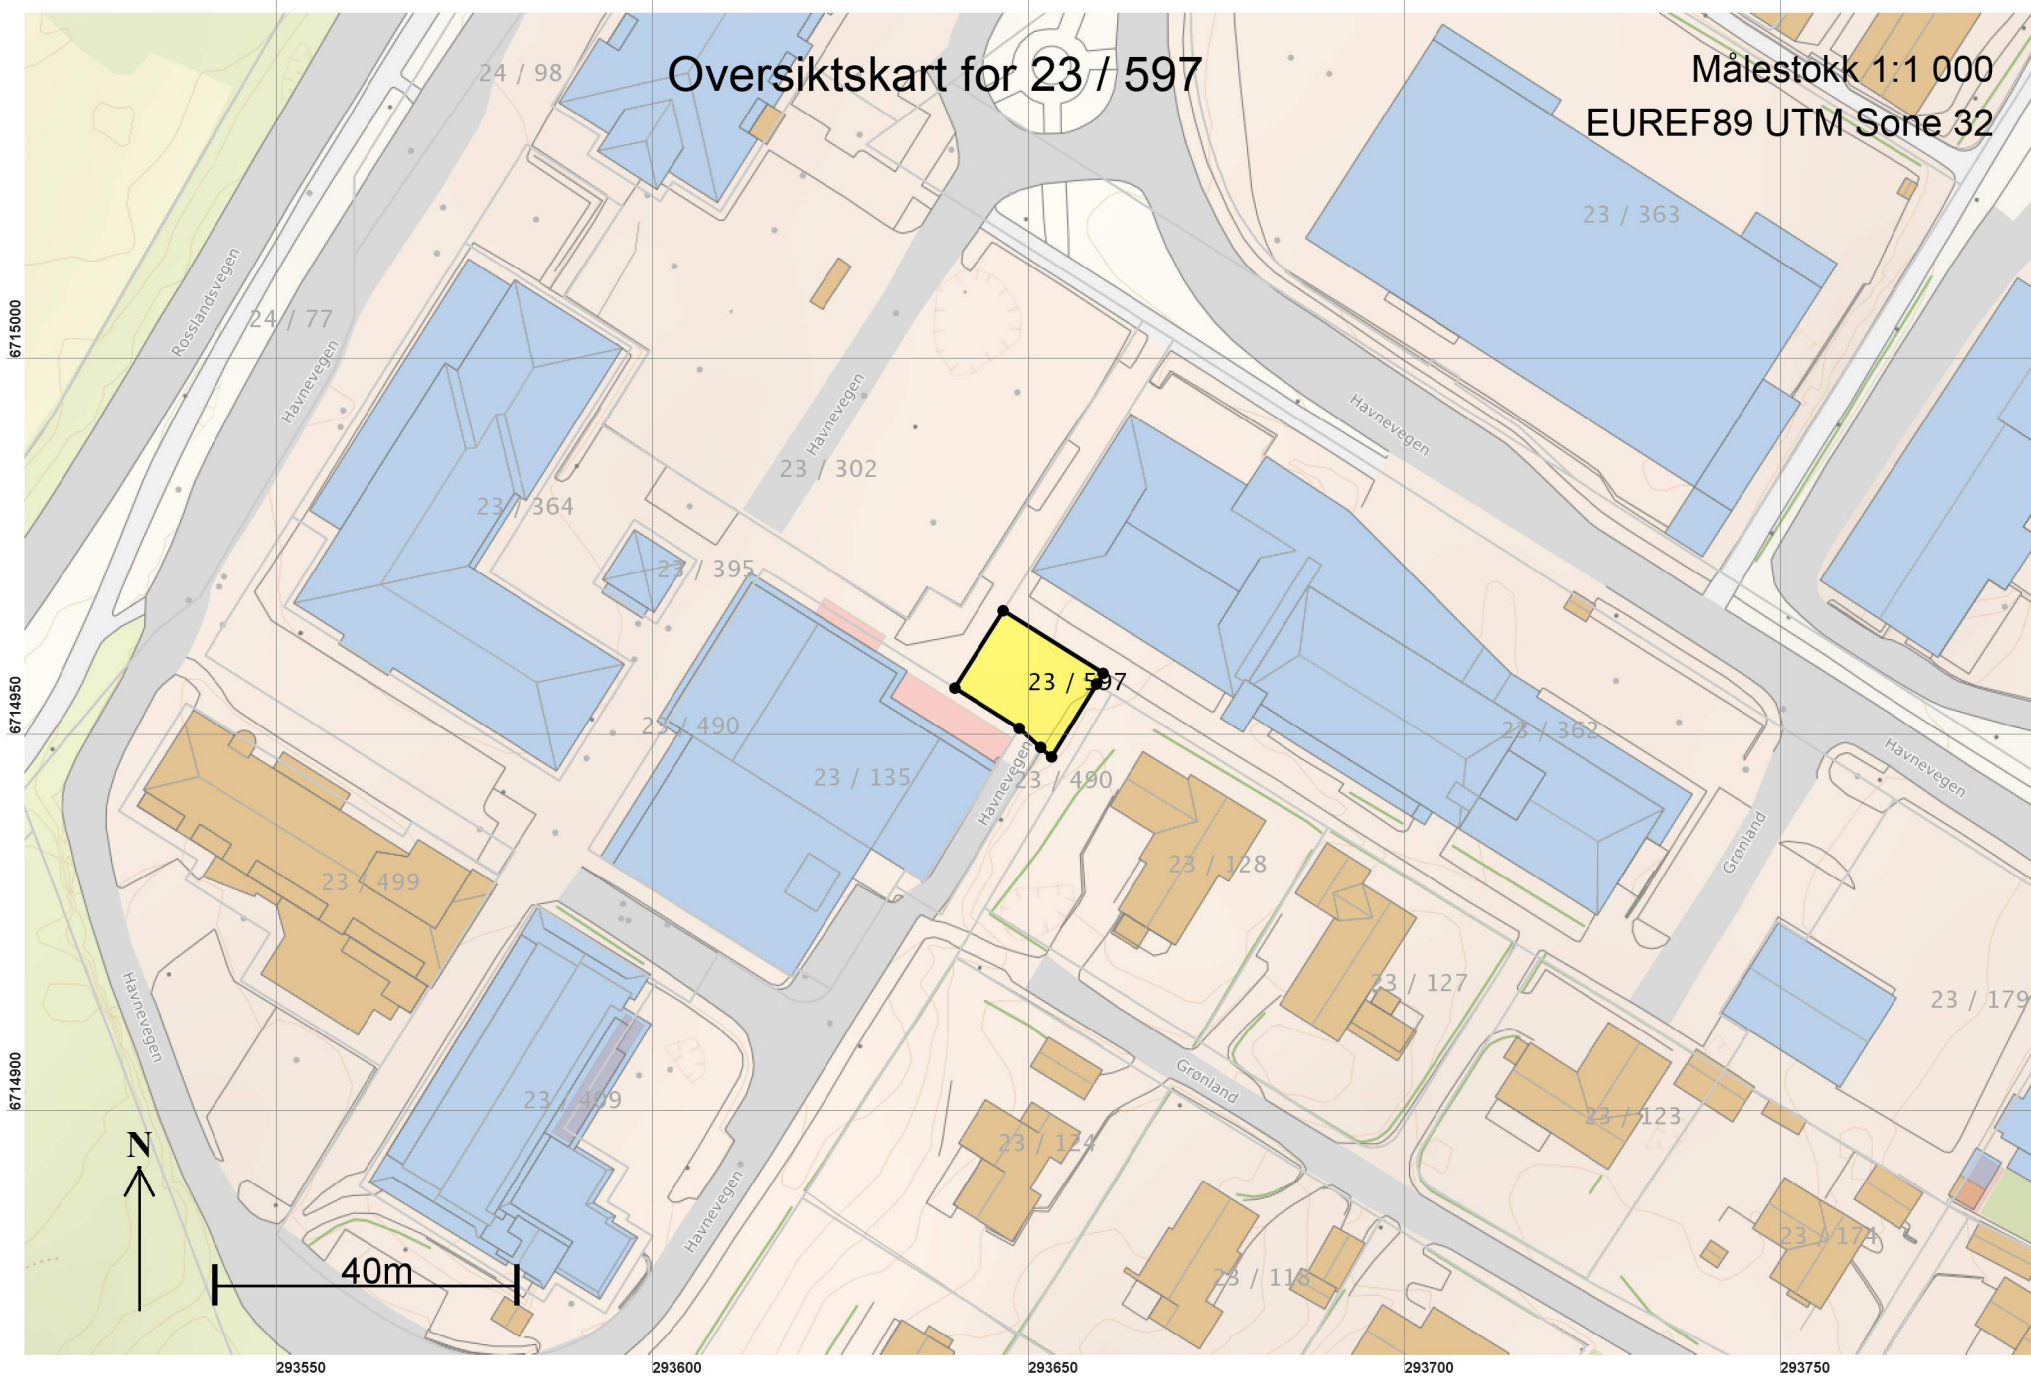 Oversiktskart for 23 / 597
Målestokk 1:1 000
EUREF89 UTM Sone 32
24 / 98
23 / 363
Rosslandsvegen
24 / 77
Havnevegen
6715000
Havnevegen
Havnevegen
23 / 302
23 / 364
23 / 395
23 / 597
6714950
23 / 490
23 / 362
Havnevegen
23 / 135
Havnevegen
23 / 490
Grønland
23 / 128
23 / 499
23 / 127
23 / 179
Havnevegen
Grønland
23 / 409
6714900
23 / 124
23 / 123
N
Havnevegen
23 / 174
40m
23 / 118
293550
293600
293650
293700
293750